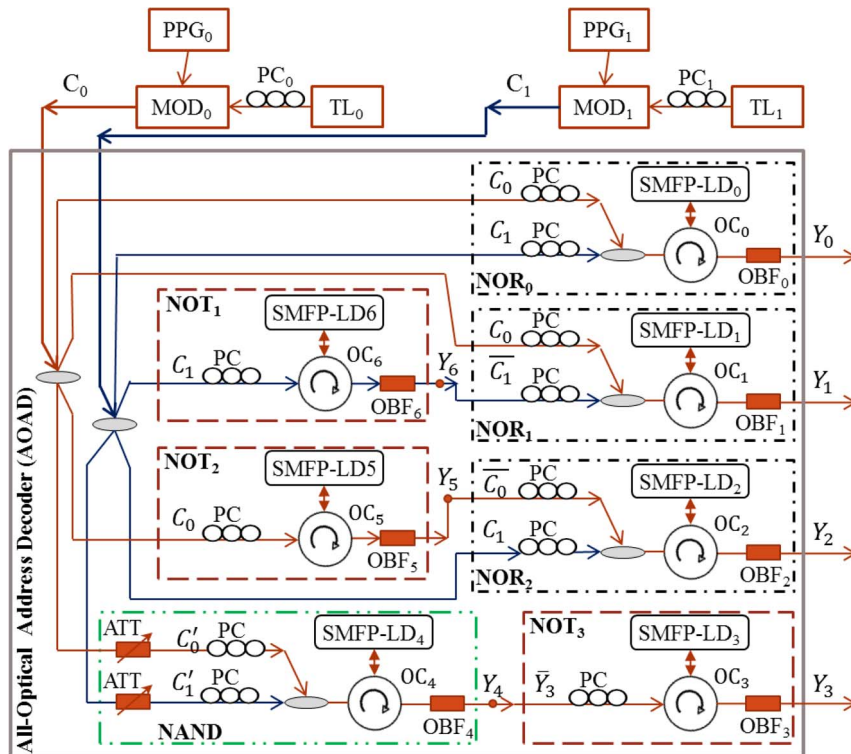 PPG₀
PPG₁
C₀
PC₀
MOD₀
TL₀
C₁
PC₁
MOD₁
TL₁
All-Optical Address Decoder (AOAD)
C₀
PC
SMFP-LD₀
OC₀
Y₀
C₁
PC
OBF₀
NOR₀
NOT₁
SMFP-LD6
C₁
PC
OC₆
Y₆
OBF₆
C₀
PC
SMFP-LD₁
OC₁
Y₁
C̅₁̅
PC
OBF₁
NOR₁
NOT₂
SMFP-LD5
Y₅
C₀
PC
OC₅
OBF₅
C̅₀̅
PC
SMFP-LD₂
OC₂
Y₂
C₁
PC
OBF₂
NOR₂
ATT
C₀′
PC
SMFP-LD₄
OC₄
Y₄
ATT
C₁′
PC
OBF₄
NAND
NOT₃
SMFP-LD₃
Ȳ₃
PC
OC₃
Y₃
OBF₃